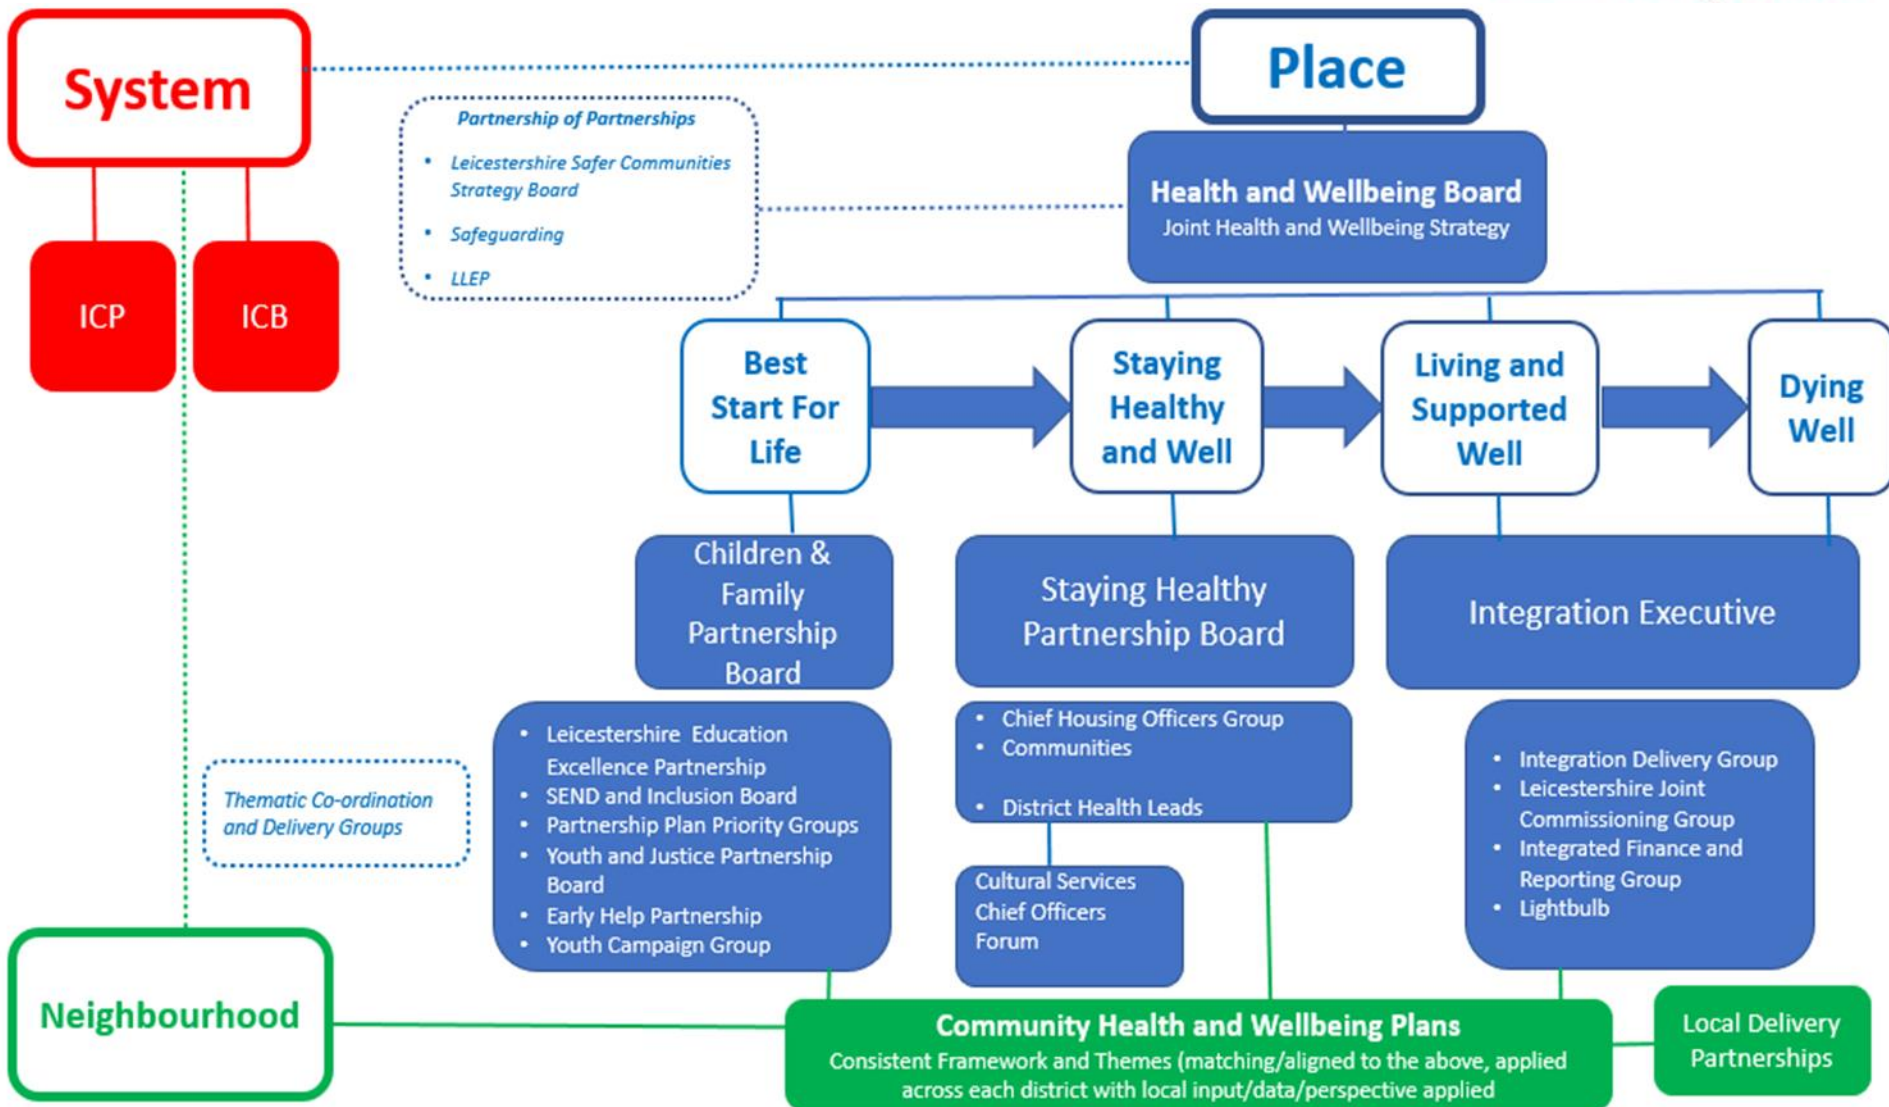 System
Place
Partnership of Partnerships
• Leicestershire Safer Communities
Strategy Board
• Safeguarding
• LLEP
Health and Wellbeing Board
Joint Health and Wellbeing Strategy
ICP
ICB
Best
Start For
Life
Staying
Healthy
and Well
Living and
Supported
Well
Dying
Well
Children &
Family
Partnership
Board
Staying Healthy
Partnership Board
Integration Executive
Thematic Co-ordination
and Delivery Groups
• Leicestershire Education
Excellence Partnership
• SEND and Inclusion Board
• Partnership Plan Priority Groups
• Youth and Justice Partnership
Board
• Early Help Partnership
• Youth Campaign Group
• Chief Housing Officers Group
• Communities
• District Health Leads
Cultural Services
Chief Officers
Forum
• Integration Delivery Group
• Leicestershire Joint
Commissioning Group
• Integrated Finance and
Reporting Group
• Lightbulb
Neighbourhood
Community Health and Wellbeing Plans
Consistent Framework and Themes (matching/aligned to the above, applied
across each district with local input/data/perspective applied
Local Delivery
Partnerships